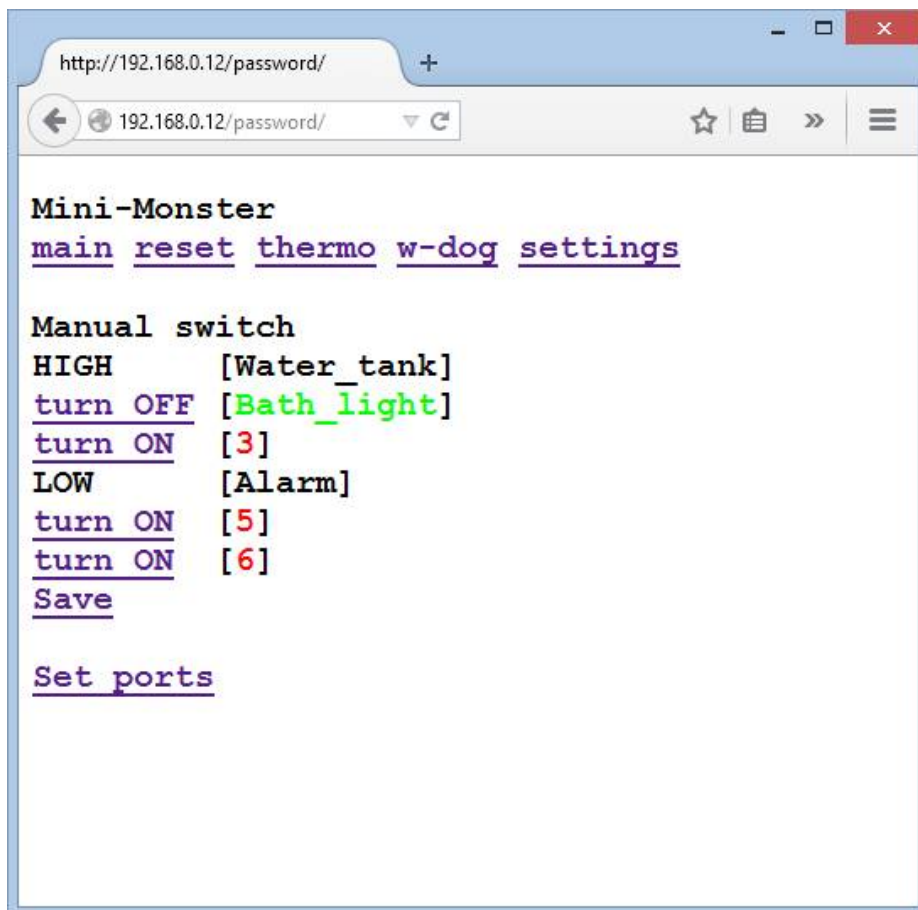 http://192.168.0.12/password/
192.168.0.12/password/
Mini-Monster
main reset thermo w-dog settings
Manual switch
HIGH [Water_tank]
turn OFF [Bath_light]
turn ON [3]
LOW [Alarm]
turn ON [5]
turn ON [6]
Save
Set ports